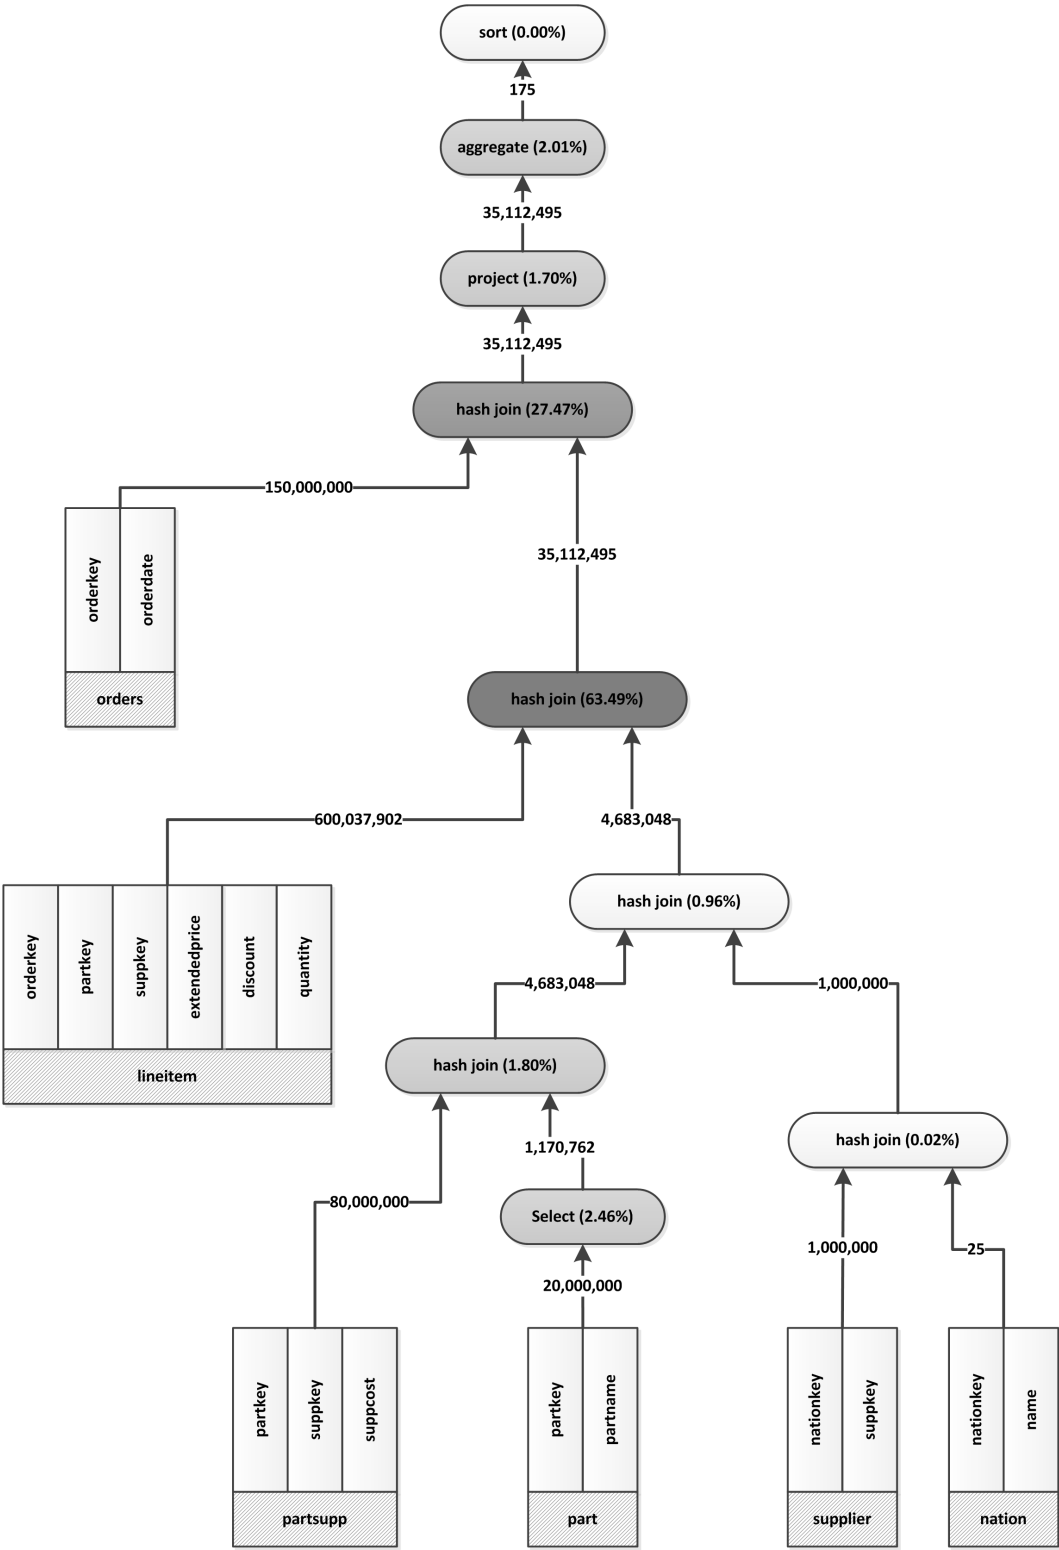 sort (0.00%)
175
aggregate (2.01%)
35,112,495
project (1.70%)
35,112,495
hash join (27.47%)
150,000,000
35,112,495
orderkey
orderdate
orders
hash join (63.49%)
600,037,902
4,683,048
orderkey
partkey
suppkey
extendedprice
discount
quantity
lineitem
hash join (0.96%)
4,683,048
1,000,000
hash join (1.80%)
hash join (0.02%)
80,000,000
1,170,762
Select (2.46%)
1,000,000
25
20,000,000
partkey
suppkey
suppcost
partsupp
partkey
partname
part
nationkey
suppkey
supplier
nationkey
name
nation